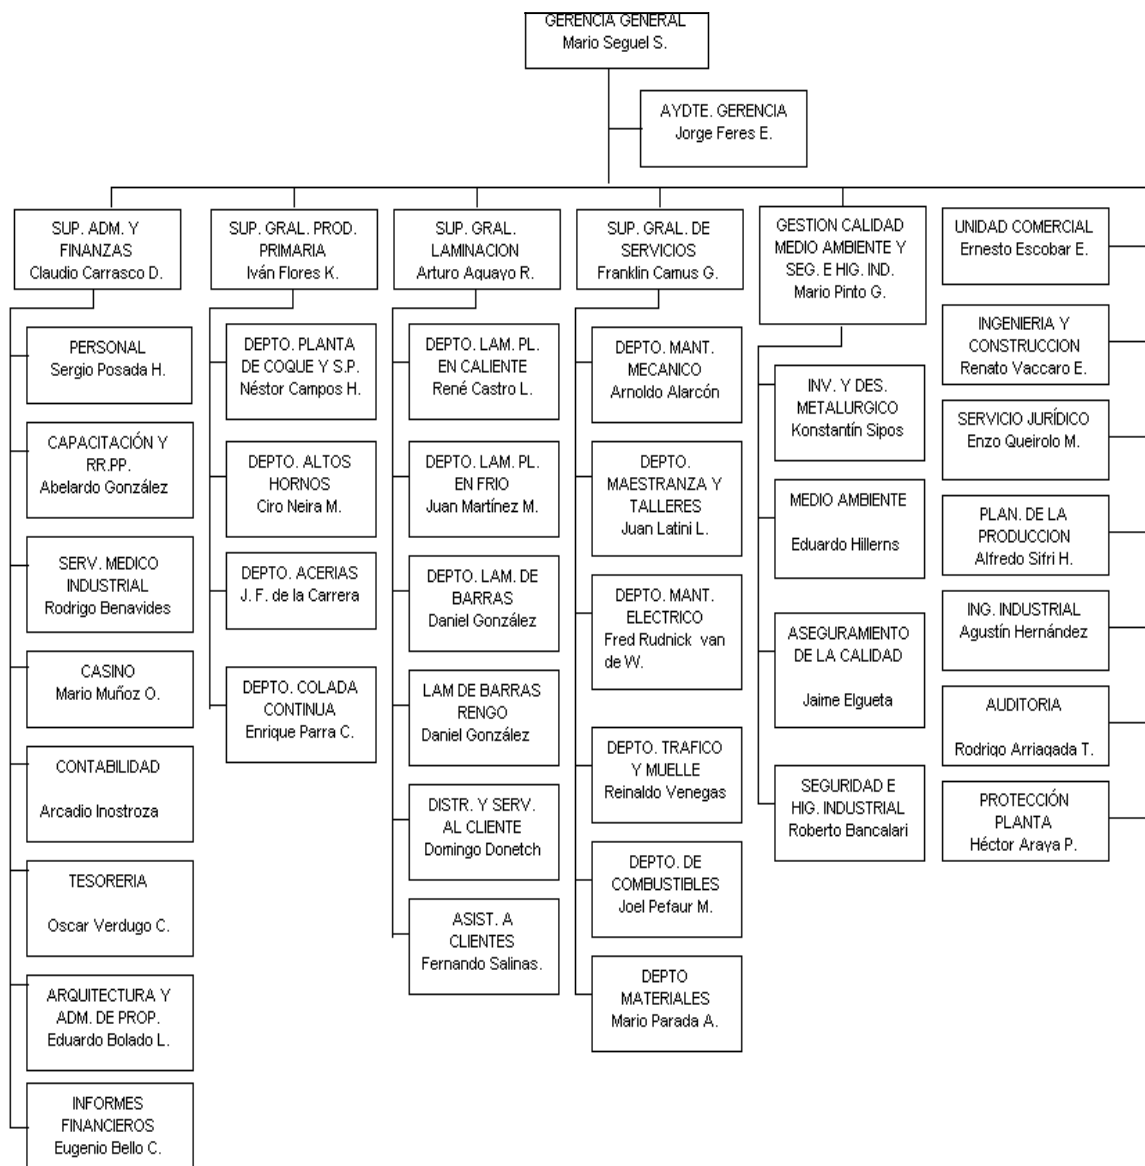 GERENCIA GENERAL
Mario Seguel S.
AYDTE. GERENCIA
Jorge Feres E.
SUP. ADM. Y
FINANZAS
Claudio Carrasco D.
PERSONAL
Sergio Posada H.
CAPACITACIÓN Y
RR.PP.
Abelardo González
SERV. MEDICO
INDUSTRIAL
Rodrigo Benavides
CASINO
Mario Muñoz O.
CONTABILIDAD
Arcadio Inostroza
TESORERIA
Oscar Verdugo C.
ARQUITECTURA Y
ADM. DE PROP.
Eduardo Bolado L.
INFORMES
FINANCIEROS
Eugenio Bello C.
SUP. GRAL. PROD.
PRIMARIA
Iván Flores K.
DEPTO. PLANTA
DE COQUE Y S.P.
Néstor Campos H.
DEPTO. ALTOS
HORNOS
Ciro Neira M.
DEPTO. ACERIAS
J. F. de la Carrera
DEPTO. COLADA
CONTINUA
Enrique Parra C.
SUP. GRAL.
LAMINACION
Arturo Aguayo R.
DEPTO. LAM. PL.
EN CALIENTE
René Castro L.
DEPTO. LAM. PL.
EN FRIO
Juan Martínez M.
DEPTO. LAM. DE
BARRAS
Daniel González
LAM DE BARRAS
RENGO
Daniel González
DISTR. Y SERV.
AL CLIENTE
Domingo Donetch
ASIST. A
CLIENTES
Fernando Salinas.
SUP. GRAL. DE
SERVICIOS
Franklin Camus G.
DEPTO. MANT.
MECANICO
Arnoldo Alarcón
DEPTO.
MAESTRANZA Y
TALLERES
Juan Latini L.
DEPTO. MANT.
ELECTRICO
Fred Rudnick van
de W.
DEPTO. TRAFICO
Y MUELLE
Reinaldo Venegas
DEPTO. DE
COMBUSTIBLES
Joel Pefaur M.
DEPTO
MATERIALES
Mario Parada A.
GESTION CALIDAD
MEDIO AMBIENTE Y
SEG. E HIG. IND.
Mario Pinto G.
INV. Y DES.
METALURGICO
Konstantín Sipos
MEDIO AMBIENTE
Eduardo Hillerns
ASEGURAMIENTO
DE LA CALIDAD
Jaime Elgueta
SEGURIDAD E
HIG. INDUSTRIAL
Roberto Bancalari
UNIDAD COMERCIAL
Ernesto Escobar E.
INGENIERIA Y
CONSTRUCCION
Renato Vaccaro E.
SERVICIO JURÍDICO
Enzo Queirolo M.
PLAN. DE LA
PRODUCCION
Alfredo Sifri H.
ING. INDUSTRIAL
Agustín Hernández
AUDITORIA
Rodrigo Arriagada T.
PROTECCIÓN
PLANTA
Héctor Araya P.